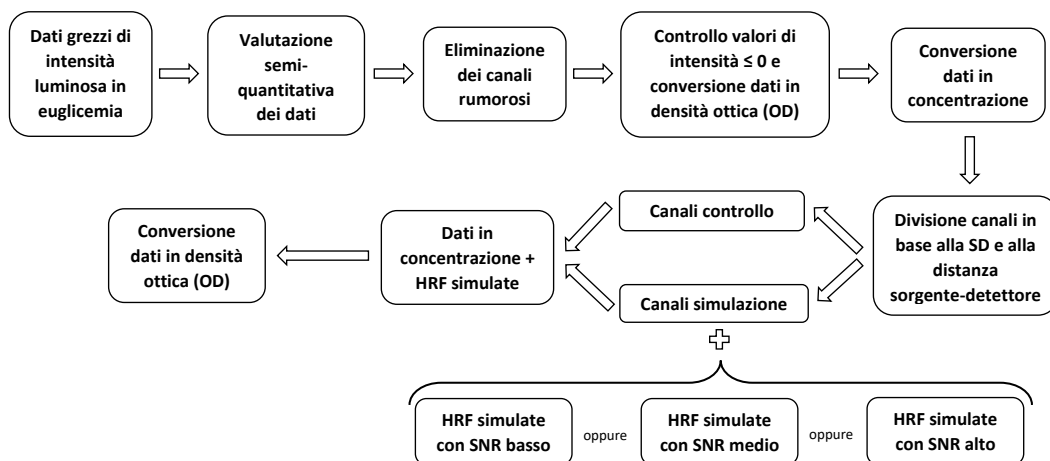 Dati grezzi di
intensità
luminosa in
euglicemia
Valutazione
semi-
quantitativa
dei dati
Eliminazione
dei canali
rumorosi
Controllo valori di
intensità ≤ 0 e
conversione dati in
densità ottica (OD)
Conversione
dati in
concentrazione
Divisione canali in
base alla SD e alla
distanza
sorgente-detettore
Canali controllo
Canali simulazione
Dati in
concentrazione +
HRF simulate
Conversione
dati in densità
ottica (OD)
HRF simulate
con SNR basso
oppure
HRF simulate
con SNR medio
oppure
HRF simulate
con SNR alto